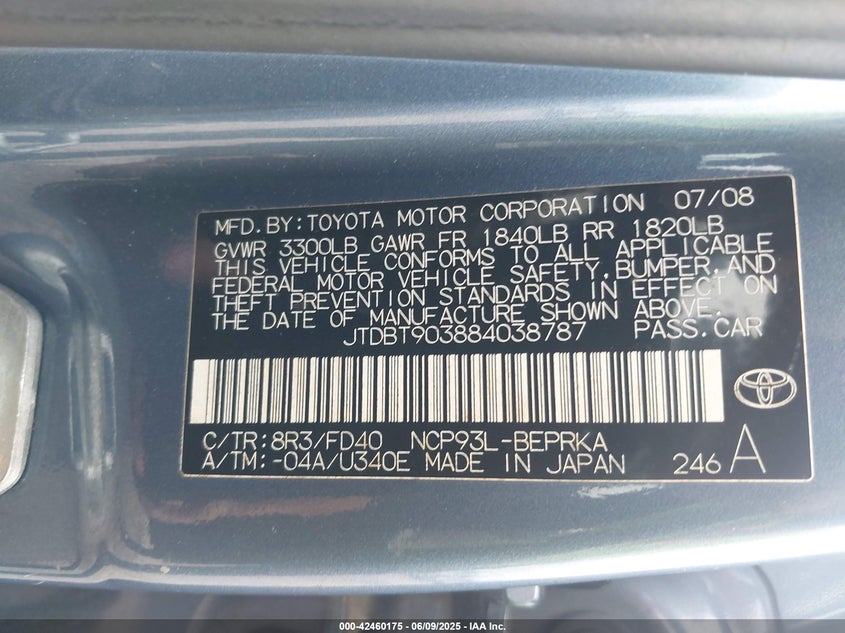 MFD.BY:TOYOTA MOTOR CORPORATION 07/08
GVWR 3300LB GAWR FR 1840LB RR 1820LB
THIS VEHICLE CONFORMS TO ALL APPLICABLE
FEDERAL MOTOR VEHICLE SAFETY,BUMPER,AND
THEFT PREVENTION STANDARDS IN EFFECT ON
THE DATE OF MANUFACTURE SHOWN ABOVE.
JTDBT903884038787 PASS.CAR
C/TR:8R3/FD40 NCP93L-BEPRKA
A/TM:-04A/U340E MADE IN JAPAN 246 A
000-42460175 - 06/09/2025 - IAA Inc.